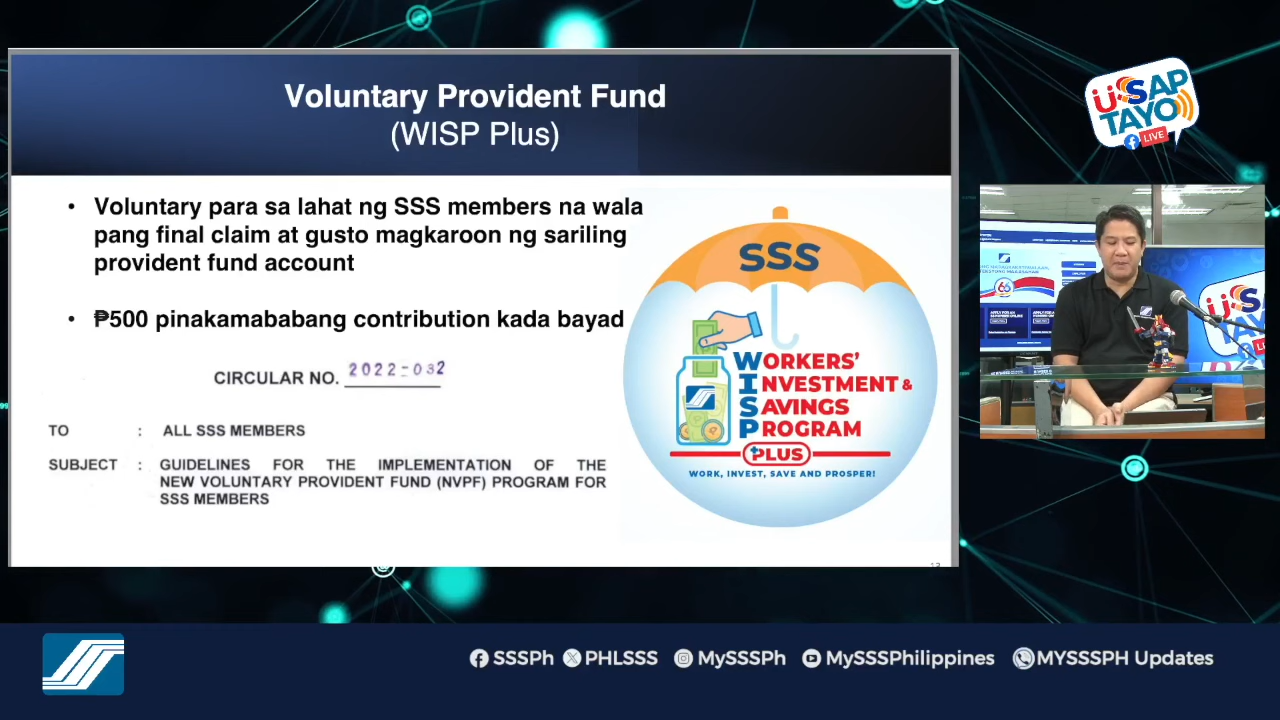 Voluntary Provident Fund
(WISP Plus)
• Voluntary para sa lahat ng SSS members na wala
pang final claim at gusto magkaroon ng sariling
provident fund account
• ₱500 pinakamababang contribution kada bayad
CIRCULAR NO. 2022-032
TO : ALL SSS MEMBERS
SUBJECT : GUIDELINES FOR THE IMPLEMENTATION OF THE
NEW VOLUNTARY PROVIDENT FUND (NVPF) PROGRAM FOR
SSS MEMBERS
SSS
WORKERS'
INVESTMENT &
SAVINGS
PROGRAM
PLUS
WORK, INVEST, SAVE AND PROSPER!
13
USSAP
TAYO
LIVE
SSSPh
PHLSSS
MySSSPh
MySSSPhilippines
MYSSSPH Updates